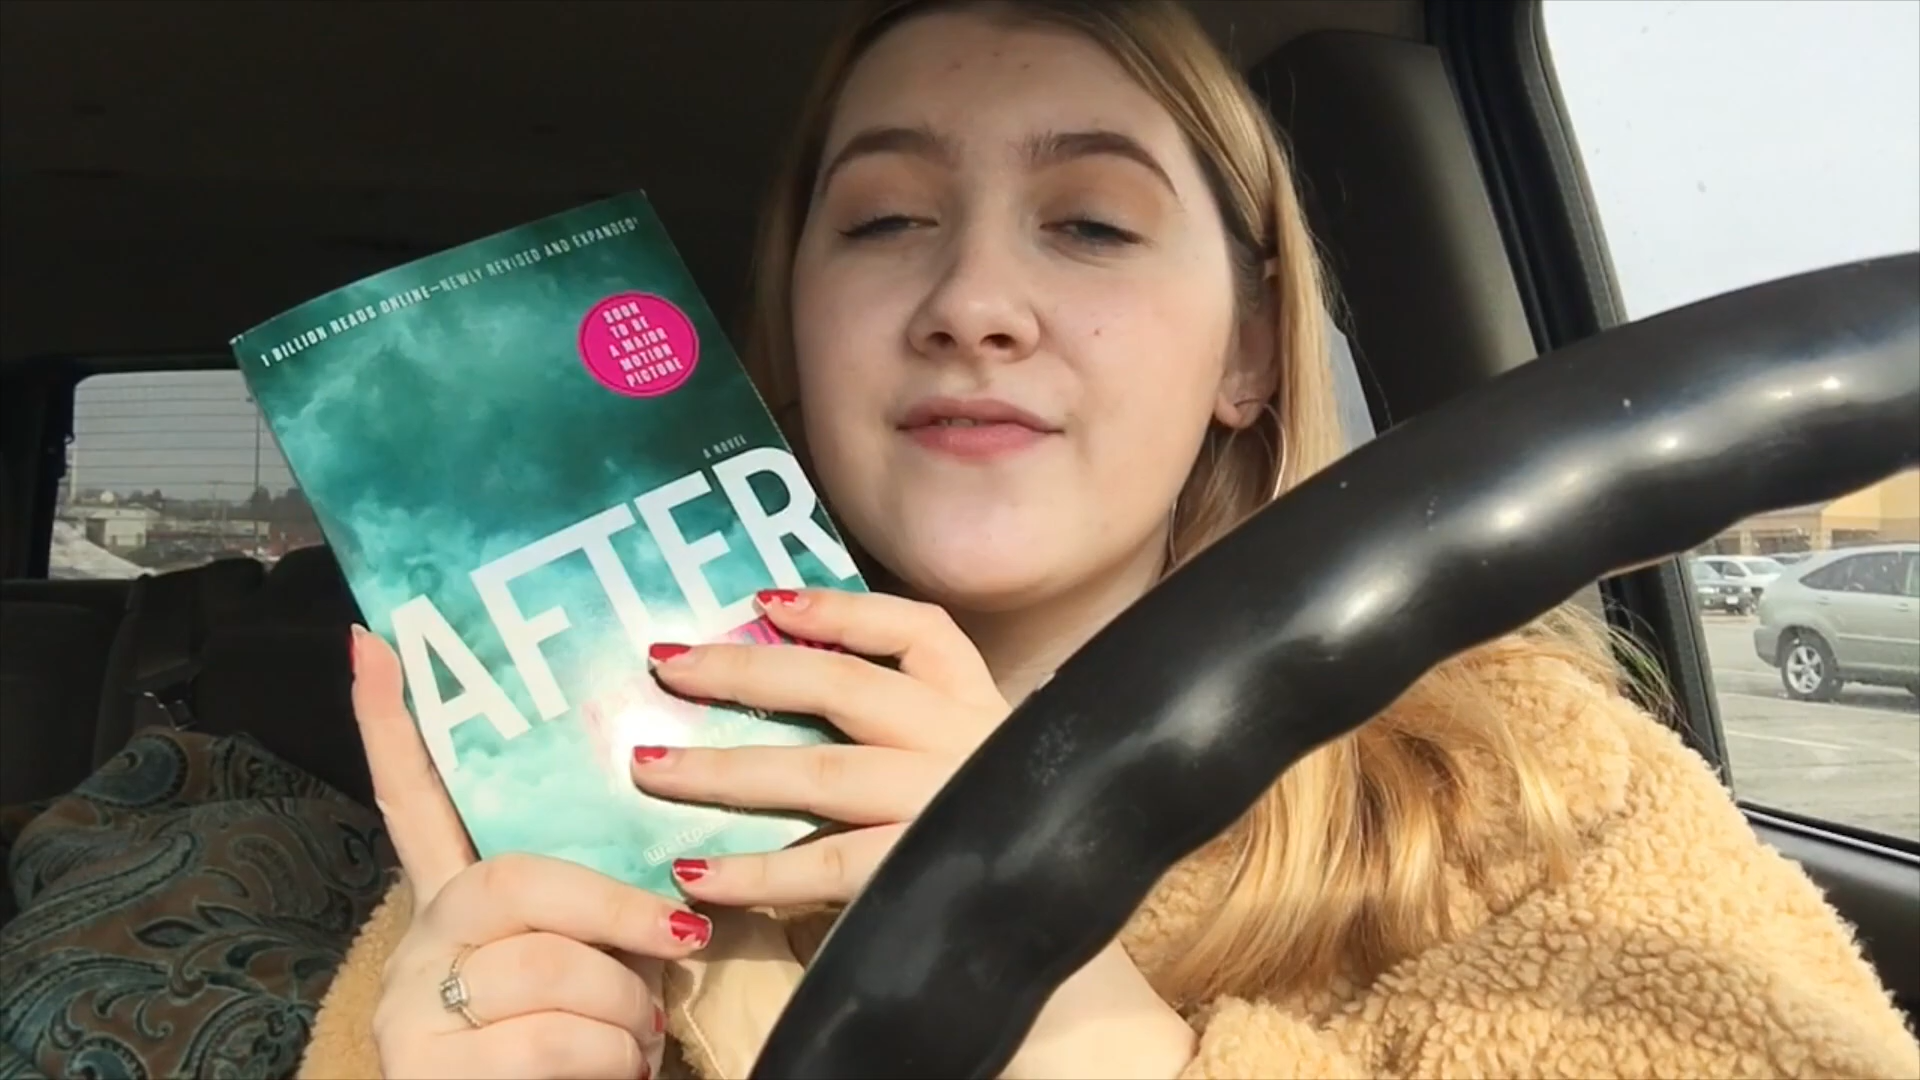 1 BILLION READS ONLINE—NEWLY REVISED AND EXPANDED!
SOON
TO BE
A MAJOR
MOTION
PICTURE
A NOVEL
AFTER